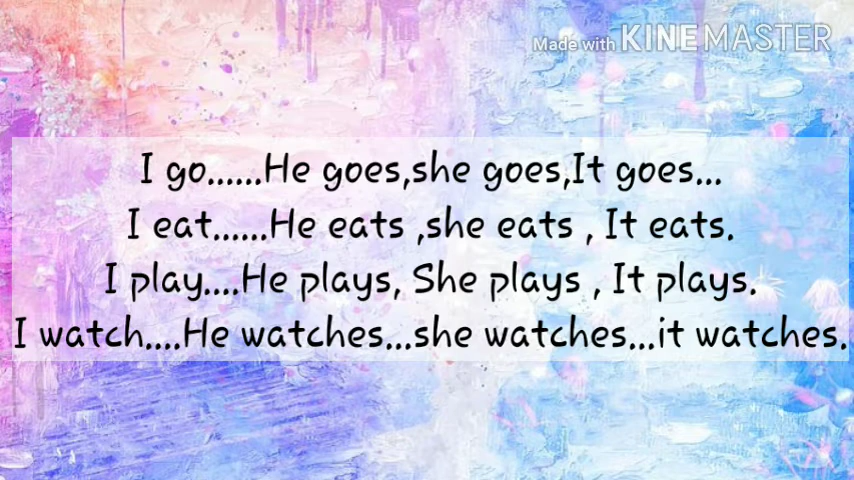 Made with KINEMASTER
I go......He goes,she goes,It goes...
I eat......He eats ,she eats , It eats.
I play....He plays, She plays , It plays.
I watch....He watches...she watches...it watches.